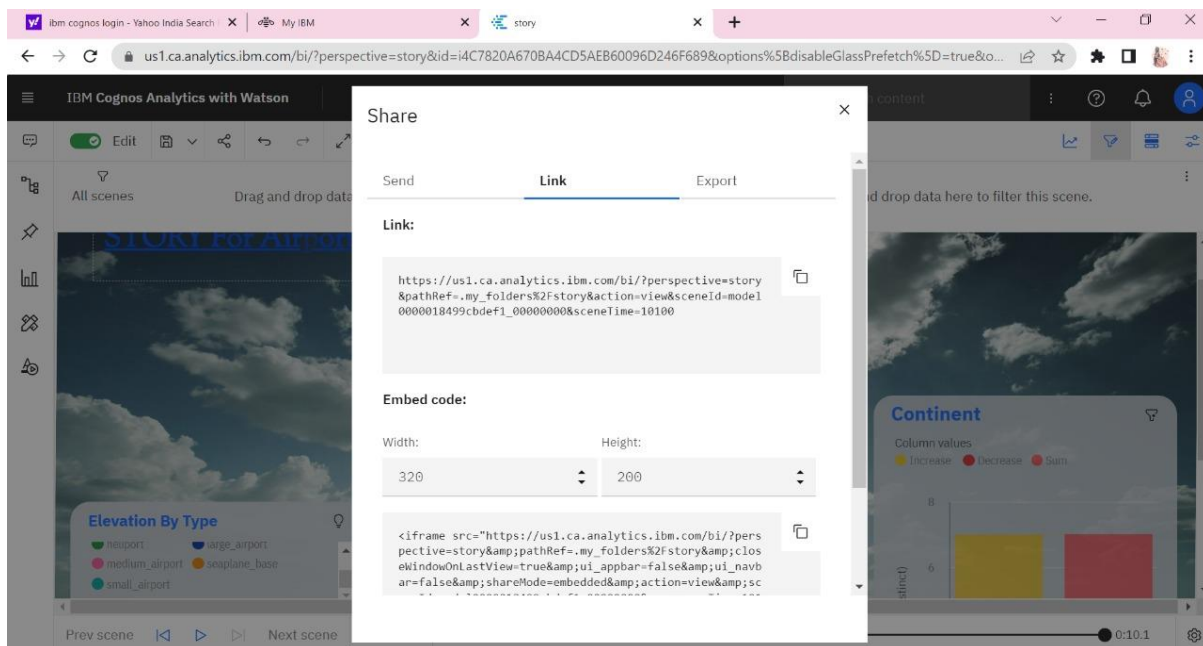 ibm cognos login - Yahoo India Search
My IBM
story
us1.ca.analytics.ibm.com/bi/?perspective=story&id=i4C7820A670BA4CD5AEB60096D246F689&options%5BdisableGlassPrefetch%5D=true&o...
IBM Cognos Analytics with Watson
content
Edit
All scenes
Drag and drop data
d drop data here to filter this scene.
STORY For Airport
Share
Send
Link
Export
Link:
https://us1.ca.analytics.ibm.com/bi/?perspective=story
&pathRef=.my_folders%2Fstory&action=view&sceneId=model
0000018499cbdef1_00000000&sceneTime=10100
Embed code:
Width:
Height:
320
200
<iframe src="https://us1.ca.analytics.ibm.com/bi/?pers
pective=story&amp;pathRef=.my_folders%2Fstory&amp;clos
eWindowOnLastView=true&amp;ui_appbar=false&amp;ui_navb
ar=false&amp;shareMode=embedded&amp;action=view&amp;sc
Elevation By Type
heliport
large_airport
medium_airport
seaplane_base
small_airport
Continent
Column values
Increase
Decrease
Sum
8
6
stinct)
Prev scene
Next scene
0:10.1